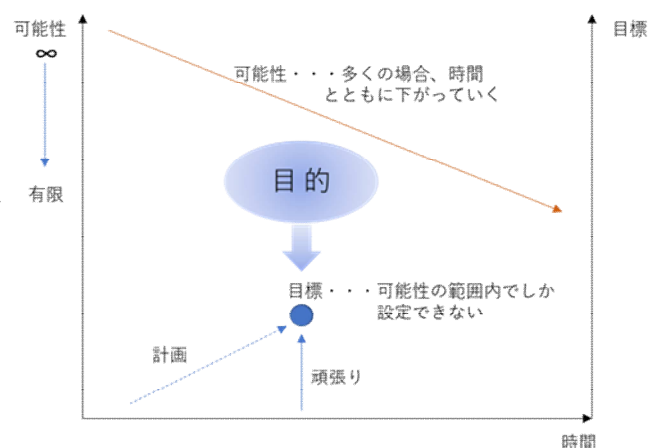 可能性
∞
有限
目標
可能性・・・多くの場合、時間
とともに下がっていく
目的
目標・・・可能性の範囲内でしか
設定できない
計画
頑張り
時間